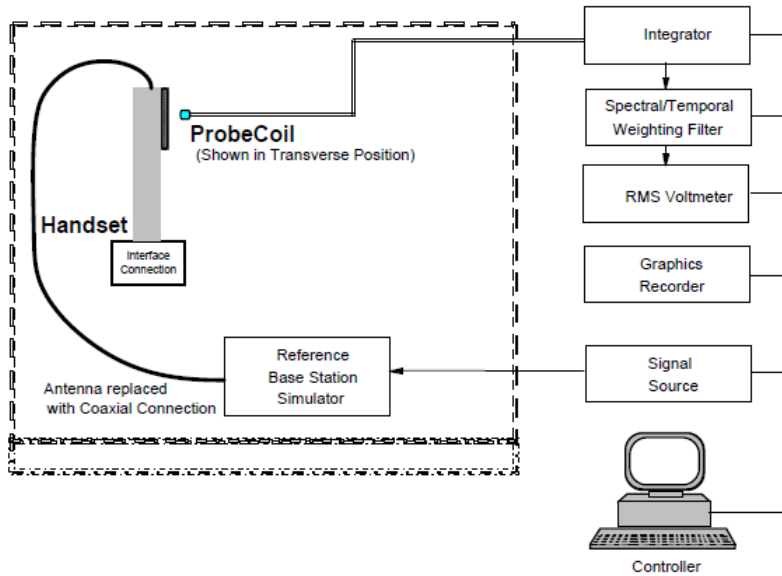 Integrator
Spectral/Temporal
Weighting Filter
RMS Voltmeter
Graphics
Recorder
Signal
Source
Controller
ProbeCoil
(Shown in Transverse Position)
Handset
Interface
Connection
Reference
Base Station
Simulator
Antenna replaced
with Coaxial Connection